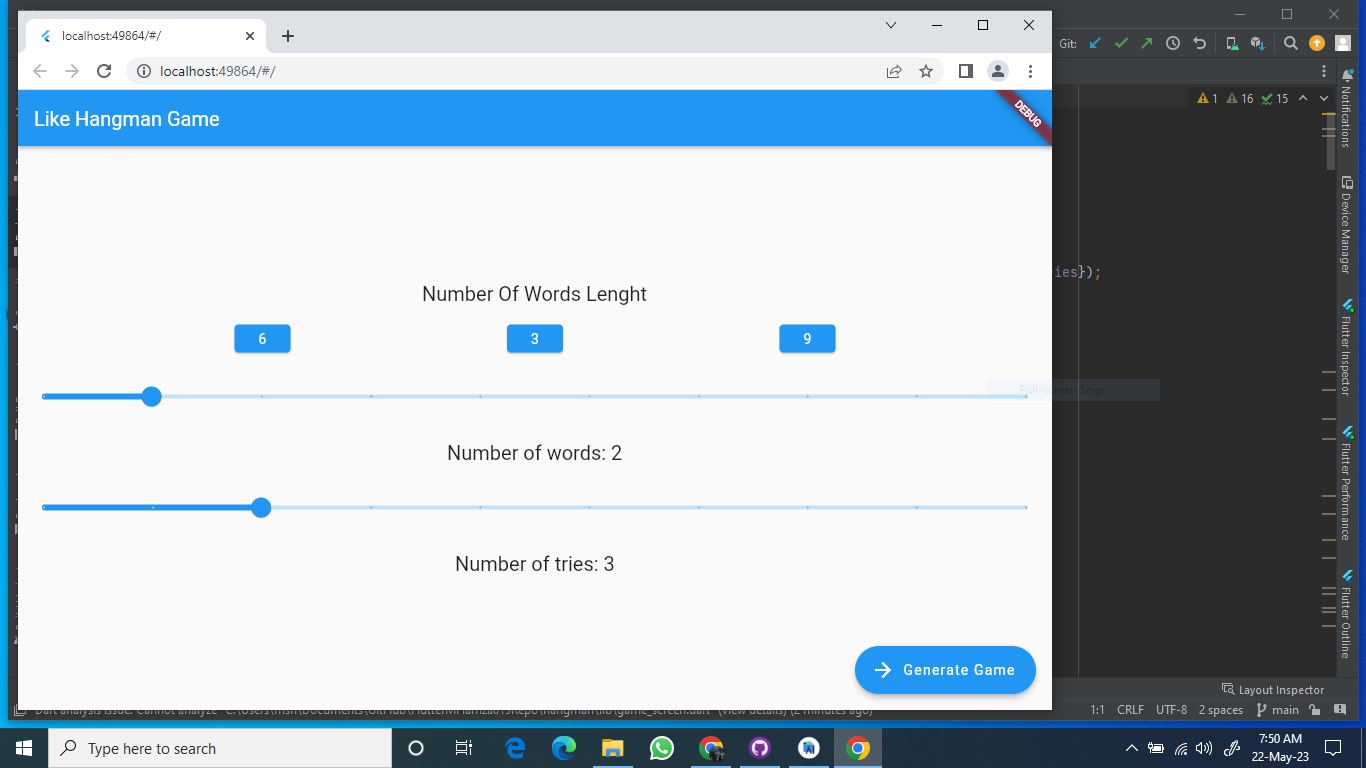 localhost:49864/#/
localhost:49864/#/
Git:
Like Hangman Game
DEBUG
1 16 15
Notifications
Device Manager
Flutter Inspector
Flutter Performance
Flutter Outline
ies});
Number Of Words Lenght
6 3 9
Full-screen Snip
Number of words: 2
Number of tries: 3
Generate Game
Layout Inspector
1:1 CRLF UTF-8 2 spaces main
Type here to search
7:50 AM
22-May-23